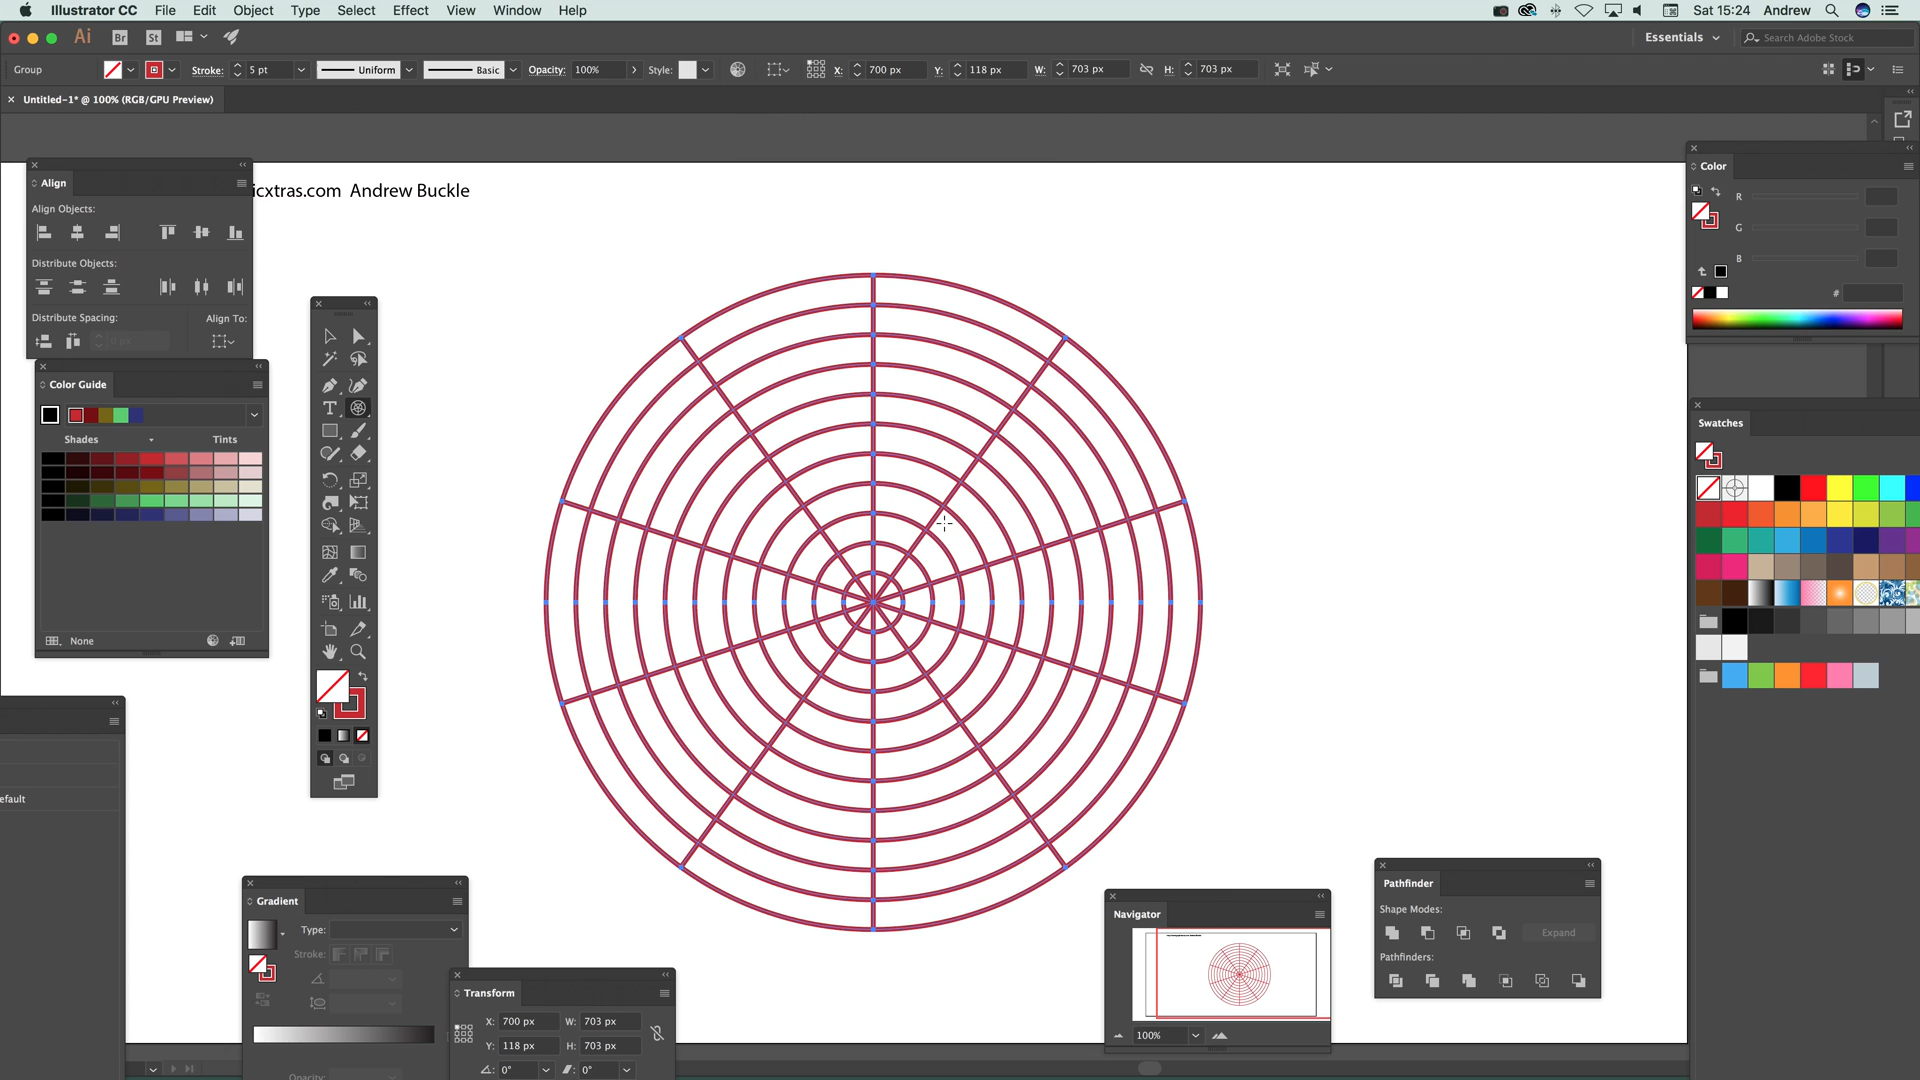 Illustrator CC File Edit Object Type Select Effect View Window Help Sat 15:24 Andrew
Ai Br St Essentials Search Adobe Stock
Group Stroke: 5 pt Uniform Basic Opacity: 100% Style: X: 700 px Y: 118 px W: 703 px H: 703 px
Untitled-1* @ 100% (RGB/GPU Preview)
icxtras.com Andrew Buckle
Align
Align Objects:
Distribute Objects:
Distribute Spacing: Align To:
0 px
Color Guide
Shades Tints
None
efault
Gradient
Type:
Stroke:
Opacity:
Transform
X: 700 px W: 703 px
Y: 118 px H: 703 px
0° 0°
Navigator
100%
Pathfinder
Shape Modes:
Expand
Pathfinders:
Color
R
G
B
#
Swatches